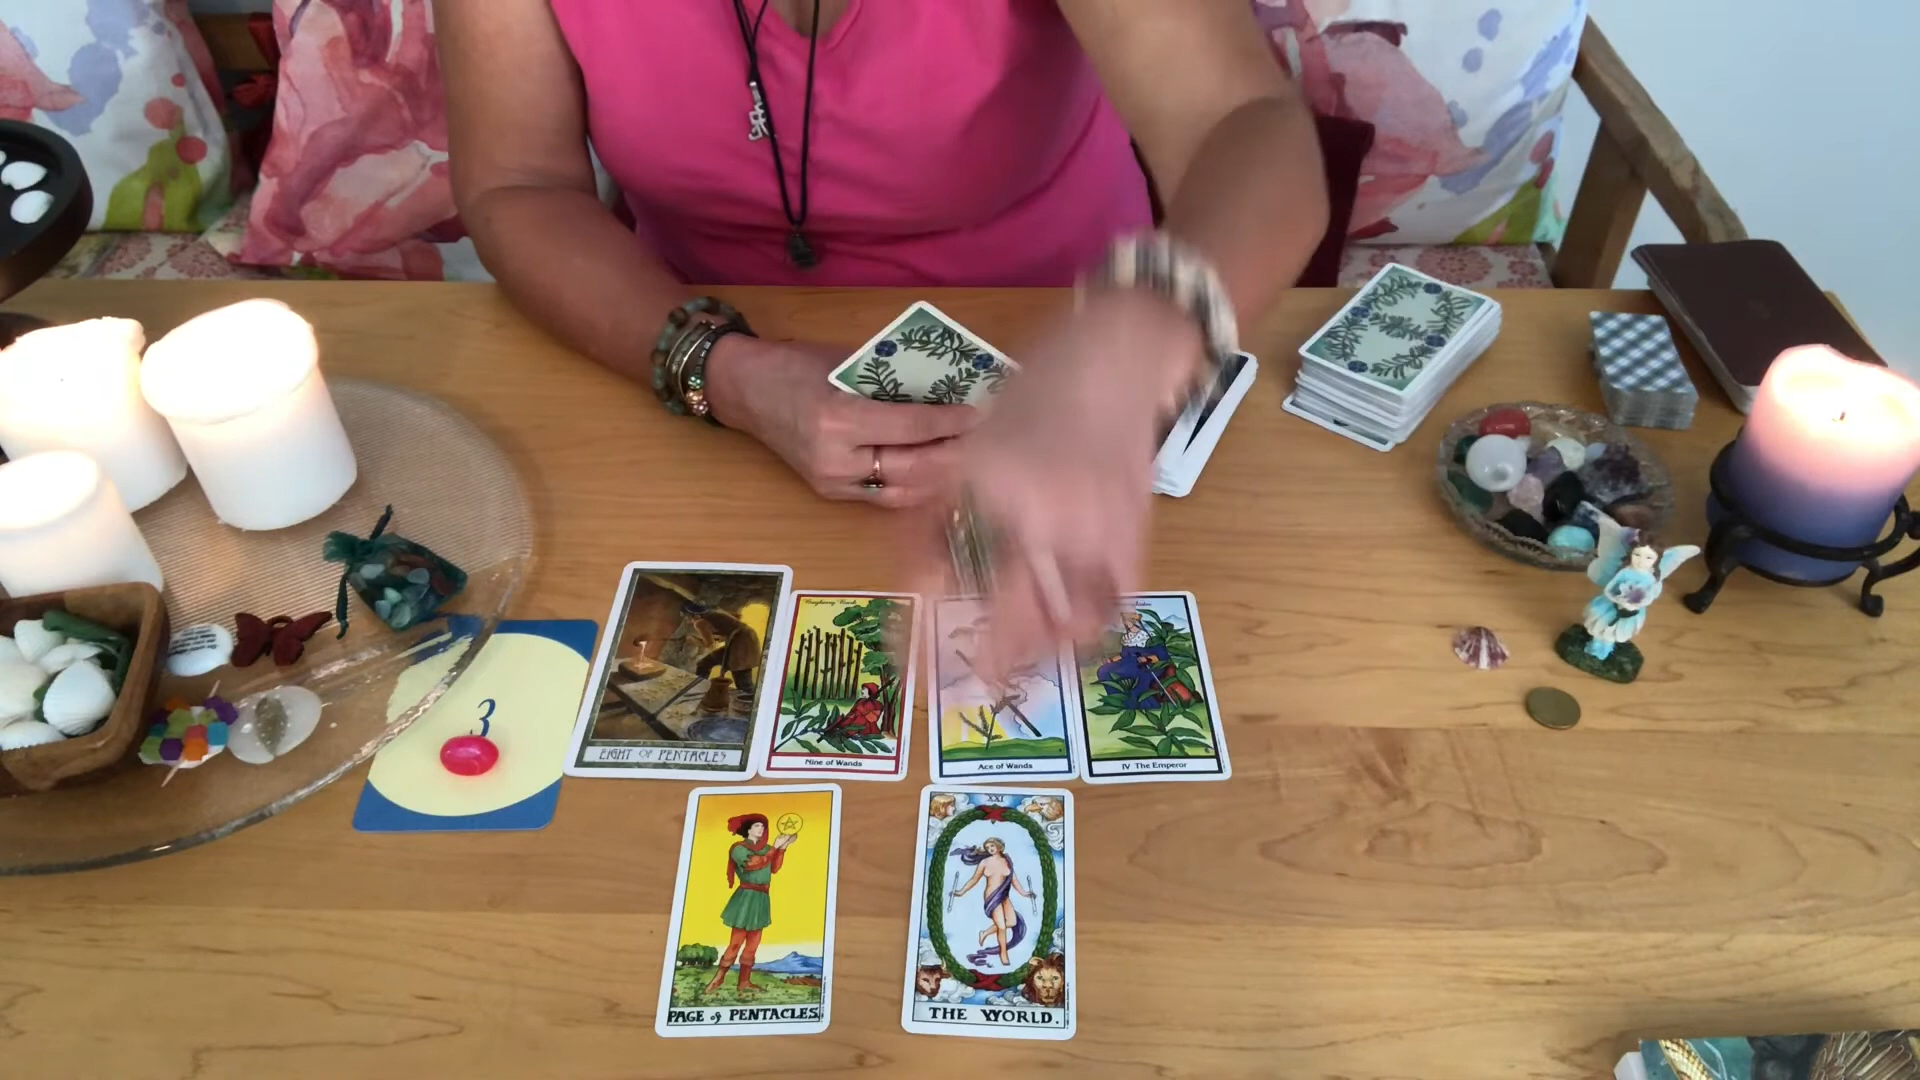 3
EIGHT OF PENTACLES
Nine of Wands
Ace of Wands
IV The Emperor
PAGE of PENTACLES.
XXI
THE WORLD.